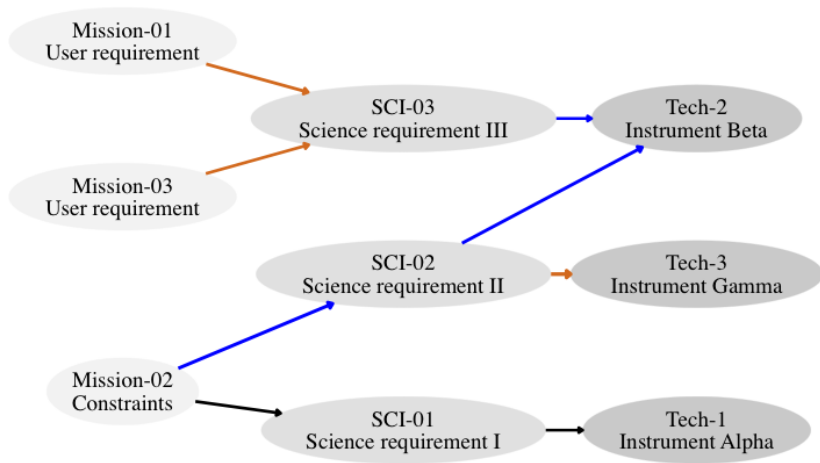 Mission-01
User requirement
SCI-03
Science requirement III
Tech-2
Instrument Beta
Mission-03
User requirement
SCI-02
Science requirement II
Tech-3
Instrument Gamma
Mission-02
Constraints
SCI-01
Science requirement I
Tech-1
Instrument Alpha